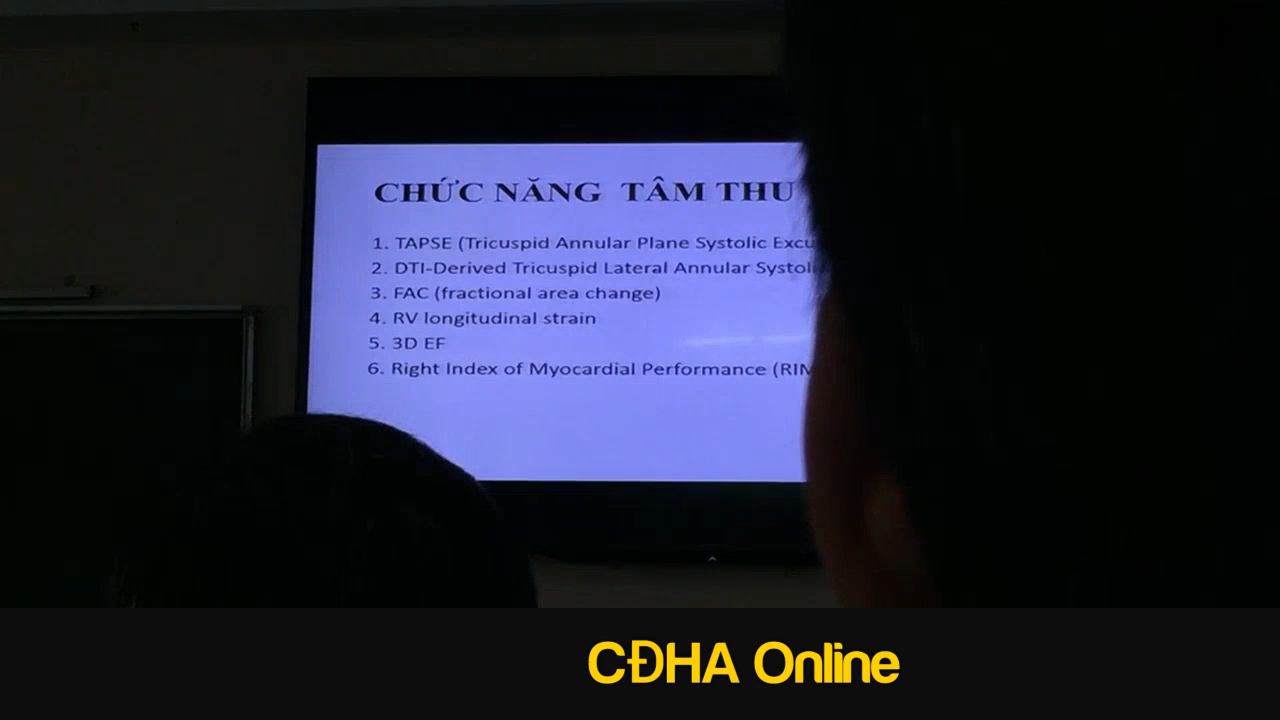 CHỨC NĂNG TÂM THU
1. TAPSE (Tricuspid Annular Plane Systolic
2. DTI-Derived Tricuspid Lateral Annular
3. FAC (fractional area change)
4. RV longitudinal strain
5. 3D EF
6. Right Index of Myocardial Performance
CĐHA Online